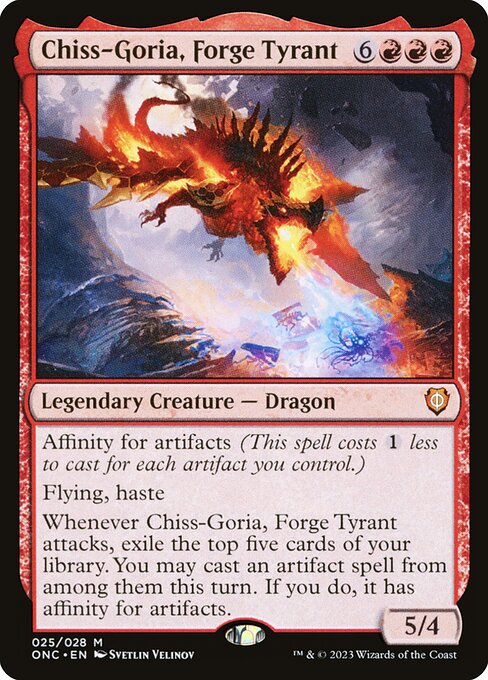 Chiss-Goria, Forge Tyrant 6
Legendary Creature — Dragon
Affinity for artifacts (This spell costs 1 less
to cast for each artifact you control.)
Flying, haste
Whenever Chiss-Goria, Forge Tyrant
attacks, exile the top five cards of your
library. You may cast an artifact spell from
among them this turn. If you do, it has
affinity for artifacts.
5/4
025/028 M
ONC • EN Svetlin Velinov
™ & © 2023 Wizards of the Coast